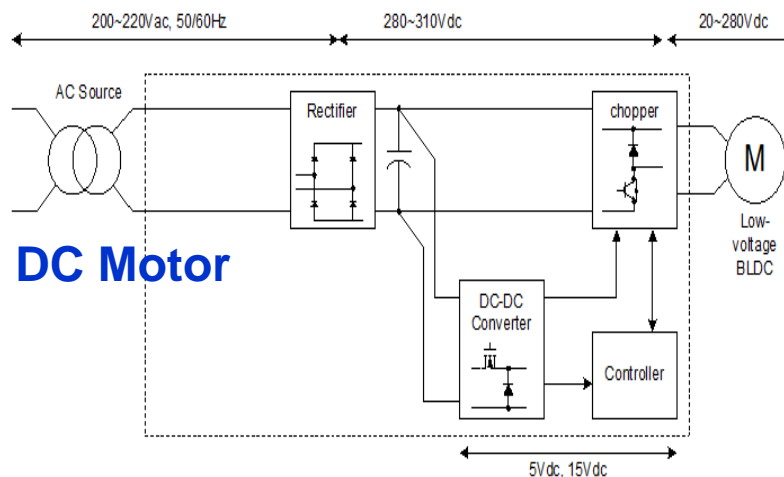 200~220Vac, 50/60Hz
280~310Vdc
20~280Vdc
AC Source
Rectifier
chopper
M
Low-
voltage
BLDC
DC Motor
DC-DC
Converter
Controller
5Vdc, 15Vdc